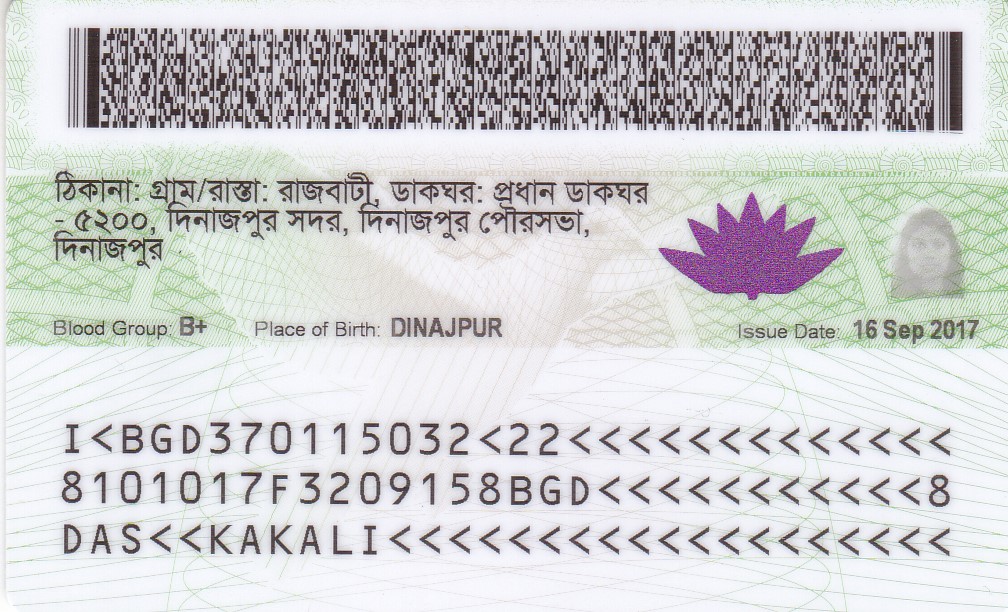 ঠিকানা: গ্রাম/রাস্তা: রাজবাটী, ডাকঘর: প্রধান ডাকঘর
- ৫২০০, দিনাজপুর সদর, দিনাজপুর পৌরসভা,
দিনাজপুর
Blood Group: B+ Place of Birth: DINAJPUR Issue Date: 16 Sep 2017
I<BGD370115032<22<<<<<<<<<<<<<
8101017F3209158BGD<<<<<<<<<<<8
DAS<<KAKALI<<<<<<<<<<<<<<<<<<<